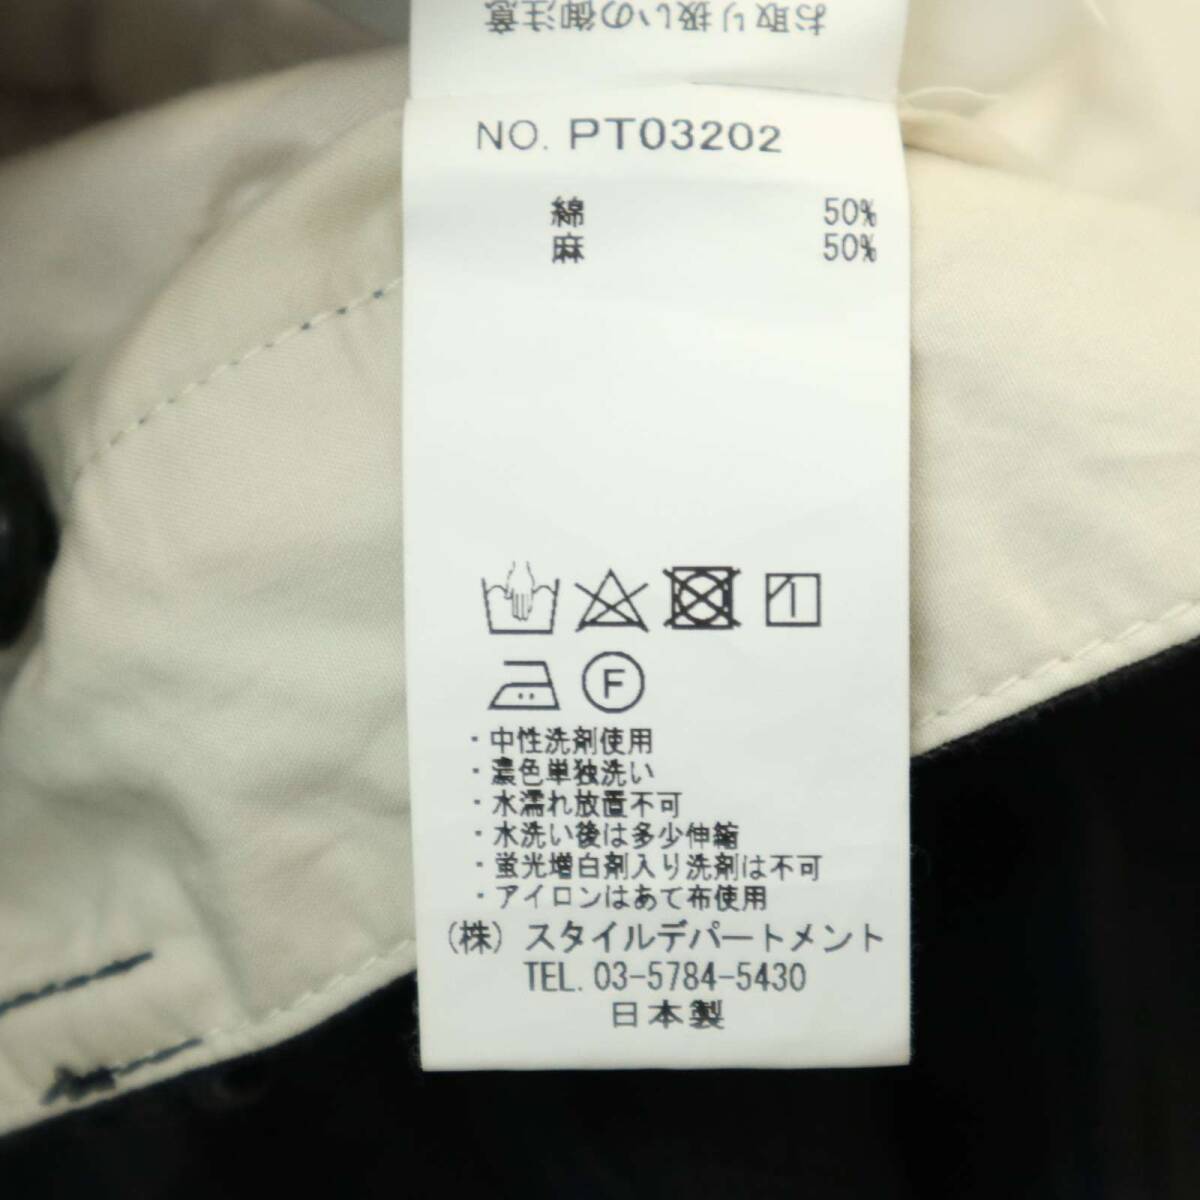 お取り扱いの御注意
NO. PT03202
綿 50%
麻 50%
F
・中性洗剤使用
・濃色単独洗い
・水濡れ放置不可
・水洗い後は多少伸縮
・蛍光増白剤入り洗剤は不可
・アイロンはあて布使用
(株) スタイルデパートメント
TEL. 03-5784-5430
日本製